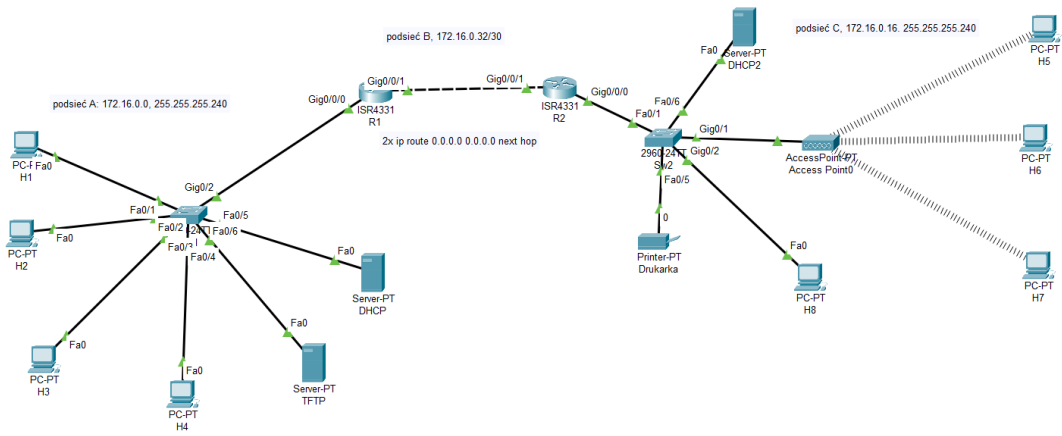 podsieć B, 172.16.0.32/30
podsieć C, 172.16.0.16. 255.255.255.240
podsieć A: 172.16.0.0, 255.255.255.240
2x ip route 0.0.0.0 0.0.0.0 next hop
Gig0/0/0
Gig0/0/1
ISR4331
R1
Gig0/0/1
ISR4331
R2
Gig0/0/0
Fa0
Server-PT
DHCP2
Fa0/1
Fa0/6
Gig0/1
Gig0/2
2960-24TT
Sw2
Fa0/5
AccessPoint-PT
Access Point0
PC-PT
H5
PC-PT
H6
PC-PT
H7
0
Printer-PT
Drukarka
Fa0
PC-PT
H8
Fa0
H1
Gig0/2
Fa0/1
Fa0/2
Fa0/3
Fa0/4
Fa0/5
Fa0/6
Fa0
PC-PT
H2
Fa0
PC-PT
H3
Fa0
PC-PT
H4
Fa0
Server-PT
TFTP
Fa0
Server-PT
DHCP